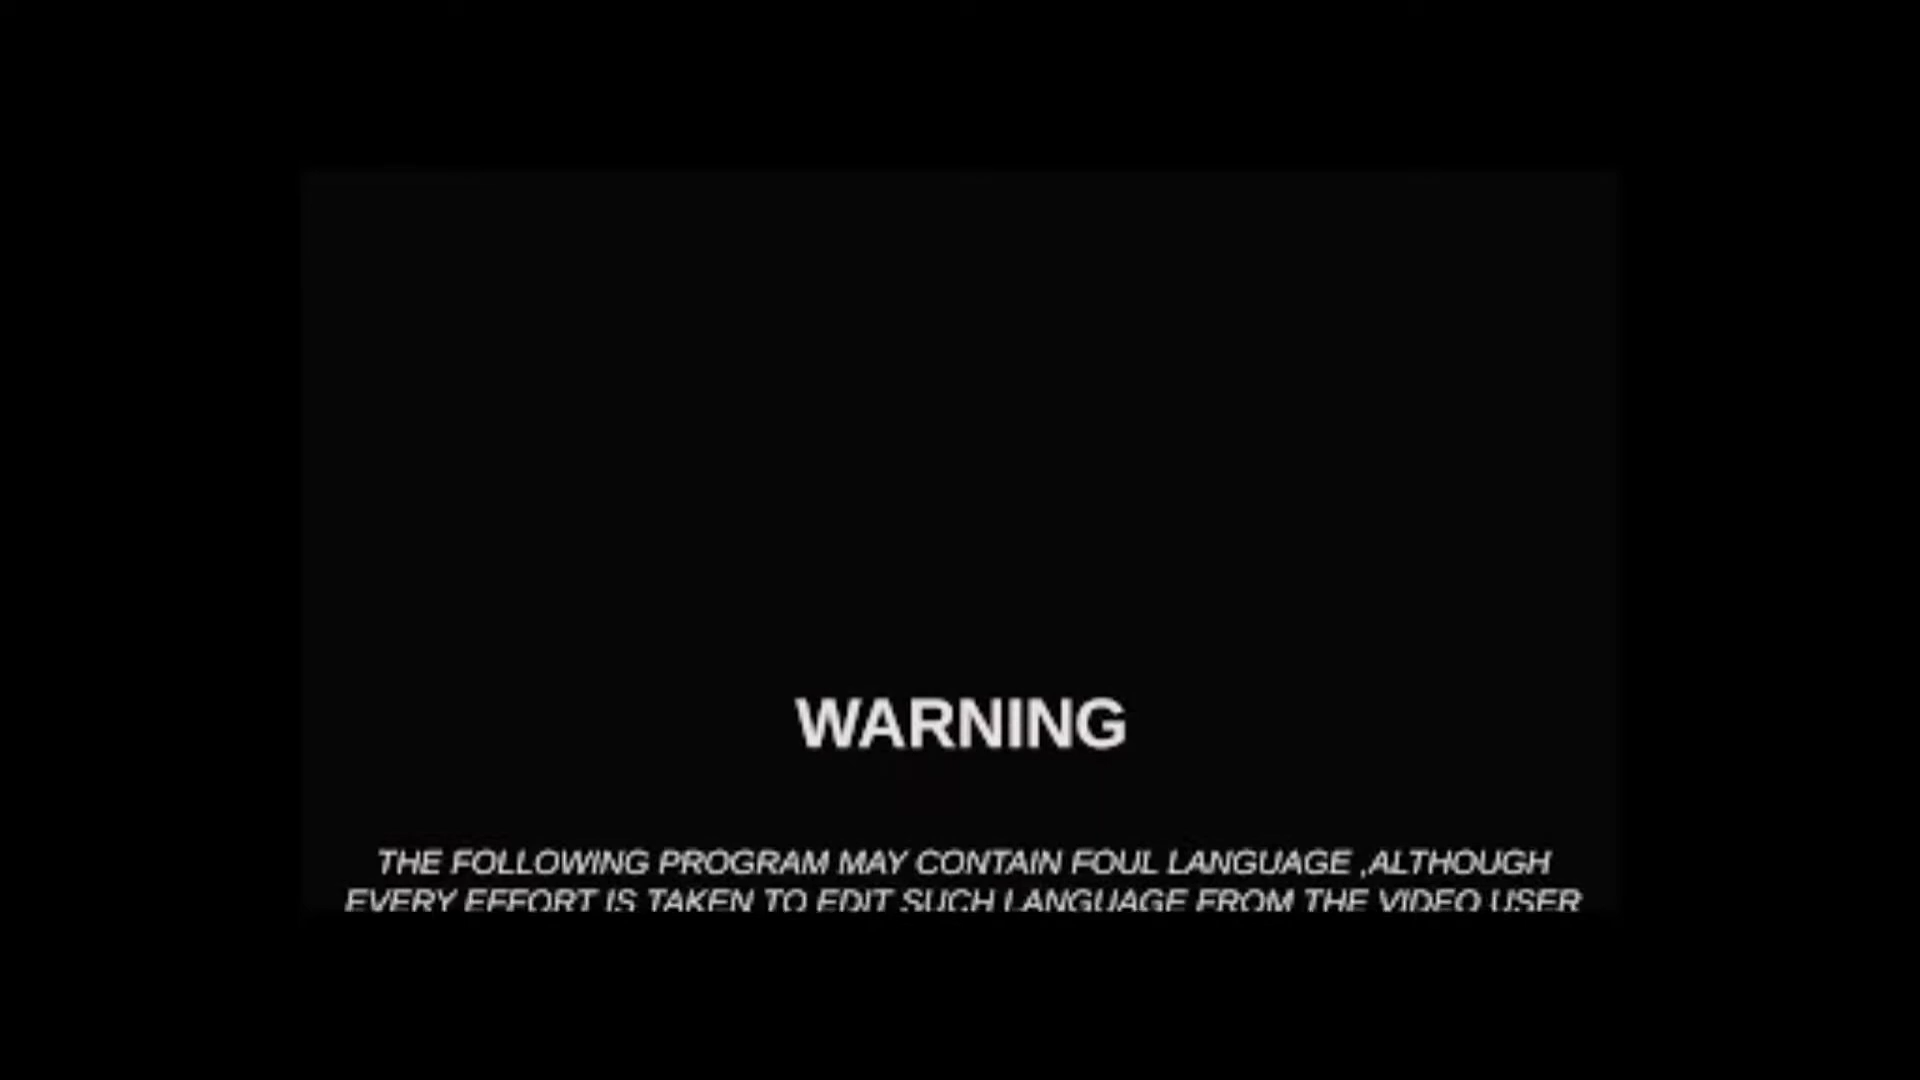 WARNING
THE FOLLOWING PROGRAM MAY CONTAIN FOUL LANGUAGE ,ALTHOUGH
EVERY EFFORT IS TAKEN TO EDIT SUCH LANGUAGE FROM THE VIDEO USER